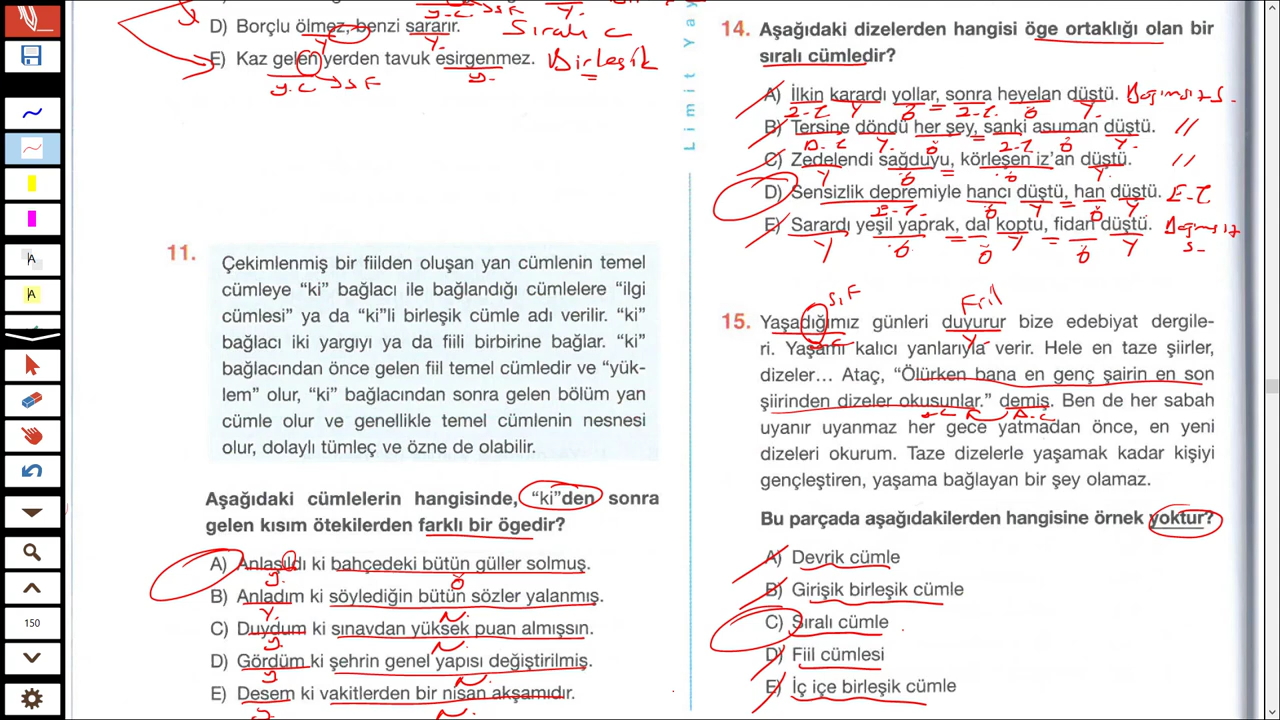 D) Borçlu ölmez, benzi sararır. Sıralı c
E) Kaz gelen yerden tavuk esirgenmez. Birleşik
y.c → s.F y.
11.
Çekimlenmiş bir fiilden oluşan yan cümlenin temel
cümleye “ki” bağlacı ile bağlandığı cümlelere “ilgi
cümlesi” ya da “ki”li birleşik cümle adı verilir. “ki”
bağlacı iki yargıyı ya da fiili birbirine bağlar. “ki”
bağlacından önce gelen fiil temel cümledir ve “yük-
lem” olur, “ki” bağlacından sonra gelen bölüm yan
cümle olur ve genellikle temel cümlenin nesnesi
olur, dolaylı tümleç ve özne de olabilir.
Aşağıdaki cümlelerin hangisinde, “ki”den sonra
gelen kısım ötekilerden farklı bir ögedir?
A) Anlaşıldı ki bahçedeki bütün güller solmuş.
y. ö
B) Anladım ki söylediğin bütün sözler yalanmış.
y. N
C) Duydum ki sınavdan yüksek puan almışsın.
y. N
D) Gördüm ki şehrin genel yapısı değiştirilmiş.
y N
E) Desem ki vakitlerden bir nisan akşamıdır.
y N
Limit Yay
14. Aşağıdaki dizelerden hangisi öge ortaklığı olan bir
sıralı cümledir?
A) İlkin karardı yollar, sonra heyelan düştü. Bağımsız S.
Z-T Y Ö = Z-T Ö Y.
B) Tersine döndü her şey, sanki asuman düştü. //
Y. Ö = Z-T Ö Y.
C) Zedelendi sağduyu, körleşen iz’an düştü. //
Y ö = ö Y.
D) Sensizlik depremiyle hancı düştü, han düştü. E-T
E-T. Ö Y = Ö Y
E) Sarardı yeşil yaprak, dal koptu, fidan düştü. Bağımsız
S-
Y Ö = Ö Y = Ö Y
S.F Fiil
15. Yaşadığımız günleri duyurur bize edebiyat dergile-
ri. Yaşamı kalıcı yanlarıyla verir. Hele en taze şiirler,
dizeler... Ataç, “Ölürken bana en genç şairin en son
şiirinden dizeler okusunlar.” demiş. Ben de her sabah
uyanır uyanmaz her gece yatmadan önce, en yeni
dizeleri okurum. Taze dizelerle yaşamak kadar kişiyi
gençleştiren, yaşama bağlayan bir şey olamaz.
Bu parçada aşağıdakilerden hangisine örnek yoktur?
A) Devrik cümle
B) Girişik birleşik cümle
C) Sıralı cümle
D) Fiil cümlesi
E) İç içe birleşik cümle
A
A
150